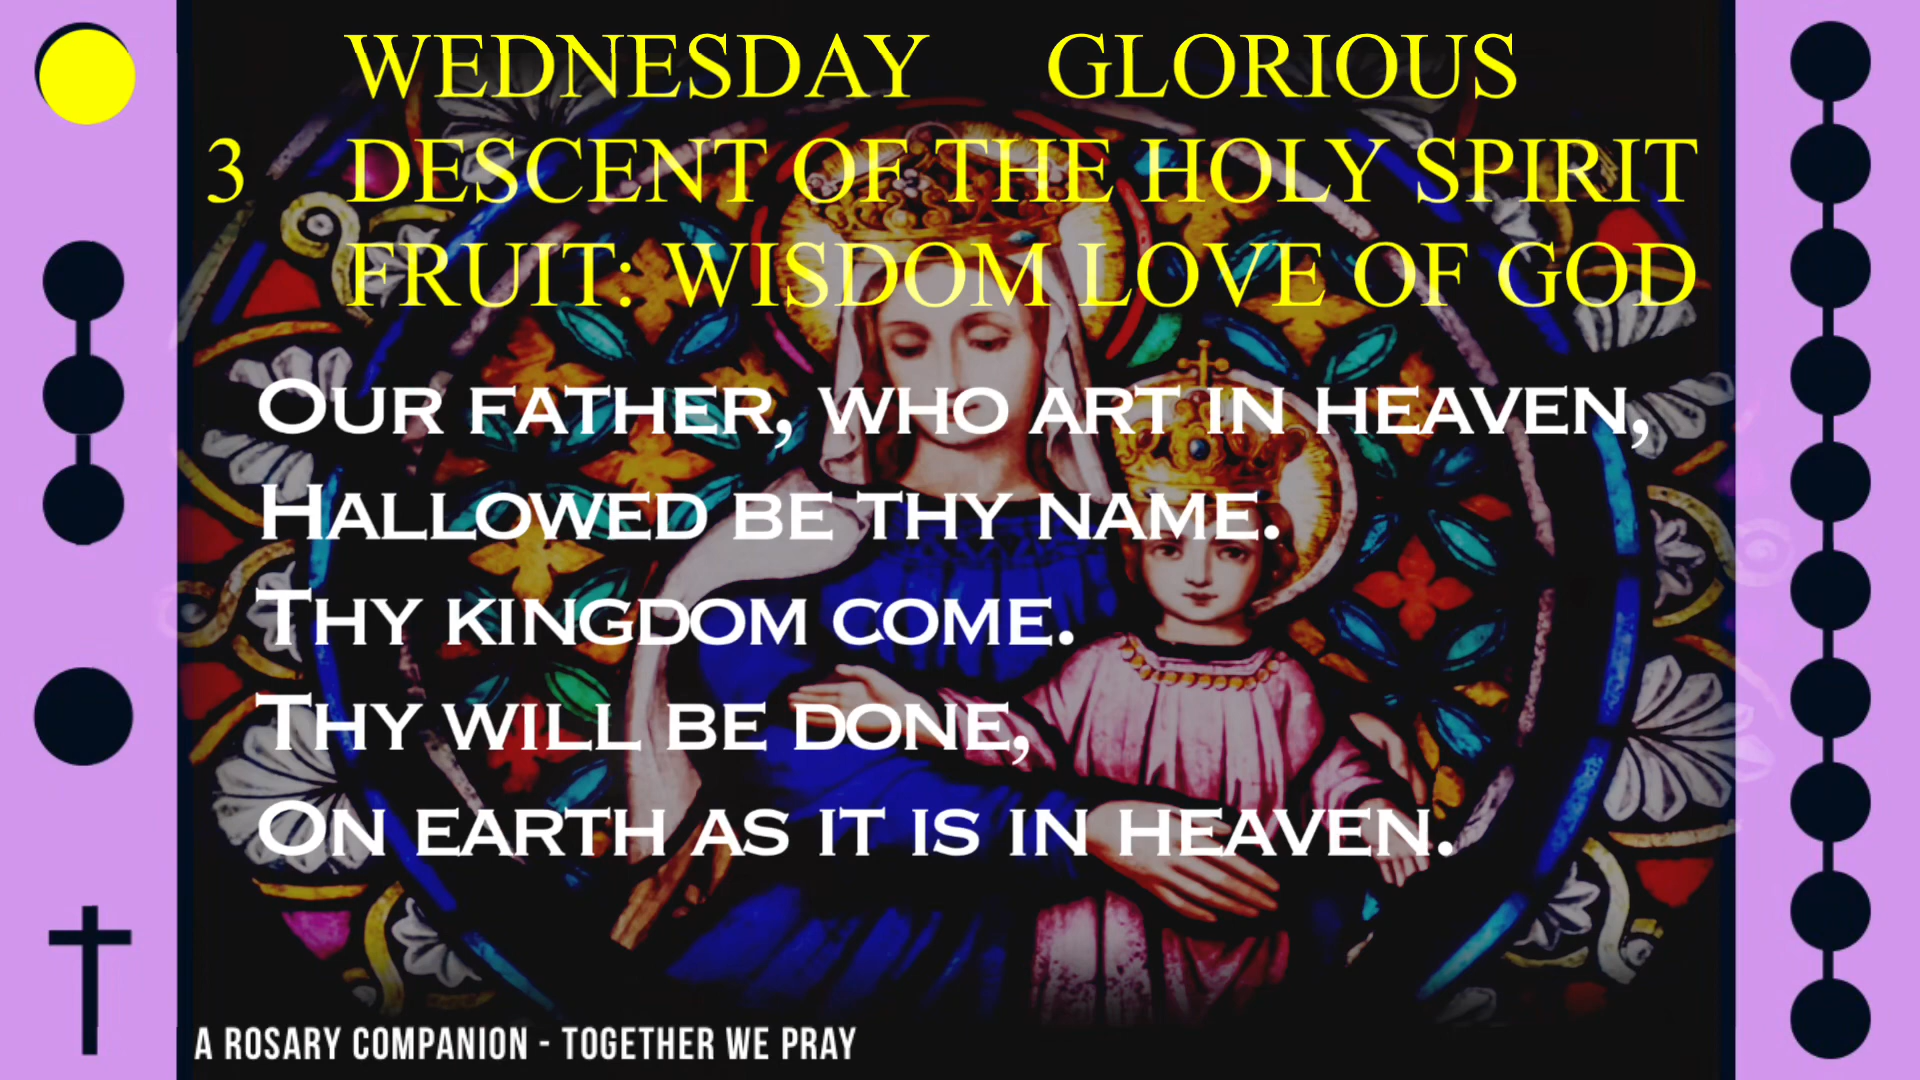 WEDNESDAY GLORIOUS
3 DESCENT OF THE HOLY SPIRIT
FRUIT: WISDOM LOVE OF GOD
OUR FATHER, WHO ART IN HEAVEN,
HALLOWED BE THY NAME.
THY KINGDOM COME.
THY WILL BE DONE,
ON EARTH AS IT IS IN HEAVEN.
A ROSARY COMPANION - TOGETHER WE PRAY